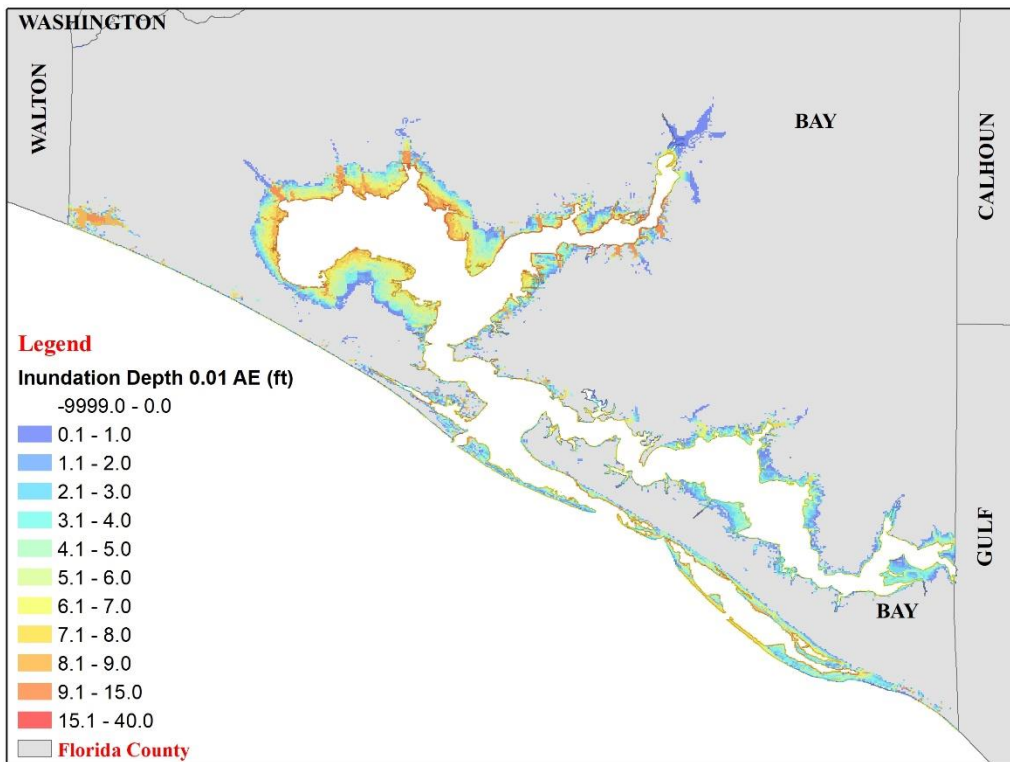 WASHINGTON
WALTON
BAY
CALHOUN
GULF
BAY
Legend
Inundation Depth 0.01 AE (ft)
-9999.0 - 0.0
0.1 - 1.0
1.1 - 2.0
2.1 - 3.0
3.1 - 4.0
4.1 - 5.0
5.1 - 6.0
6.1 - 7.0
7.1 - 8.0
8.1 - 9.0
9.1 - 15.0
15.1 - 40.0
Florida County